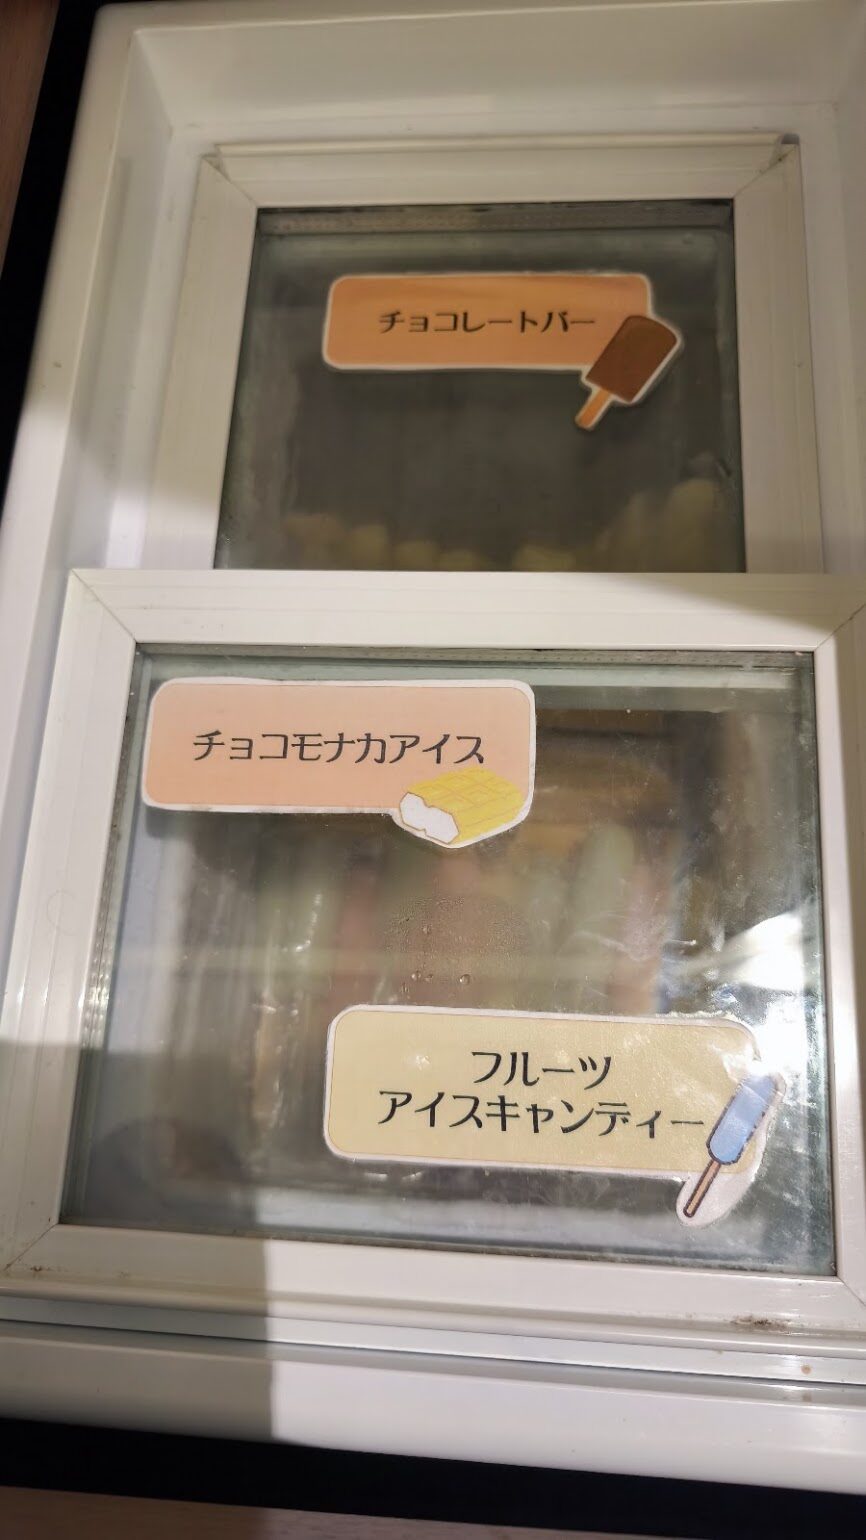 チョコレートバー
チョコモナカアイス
フルーツ
アイスキャンディー